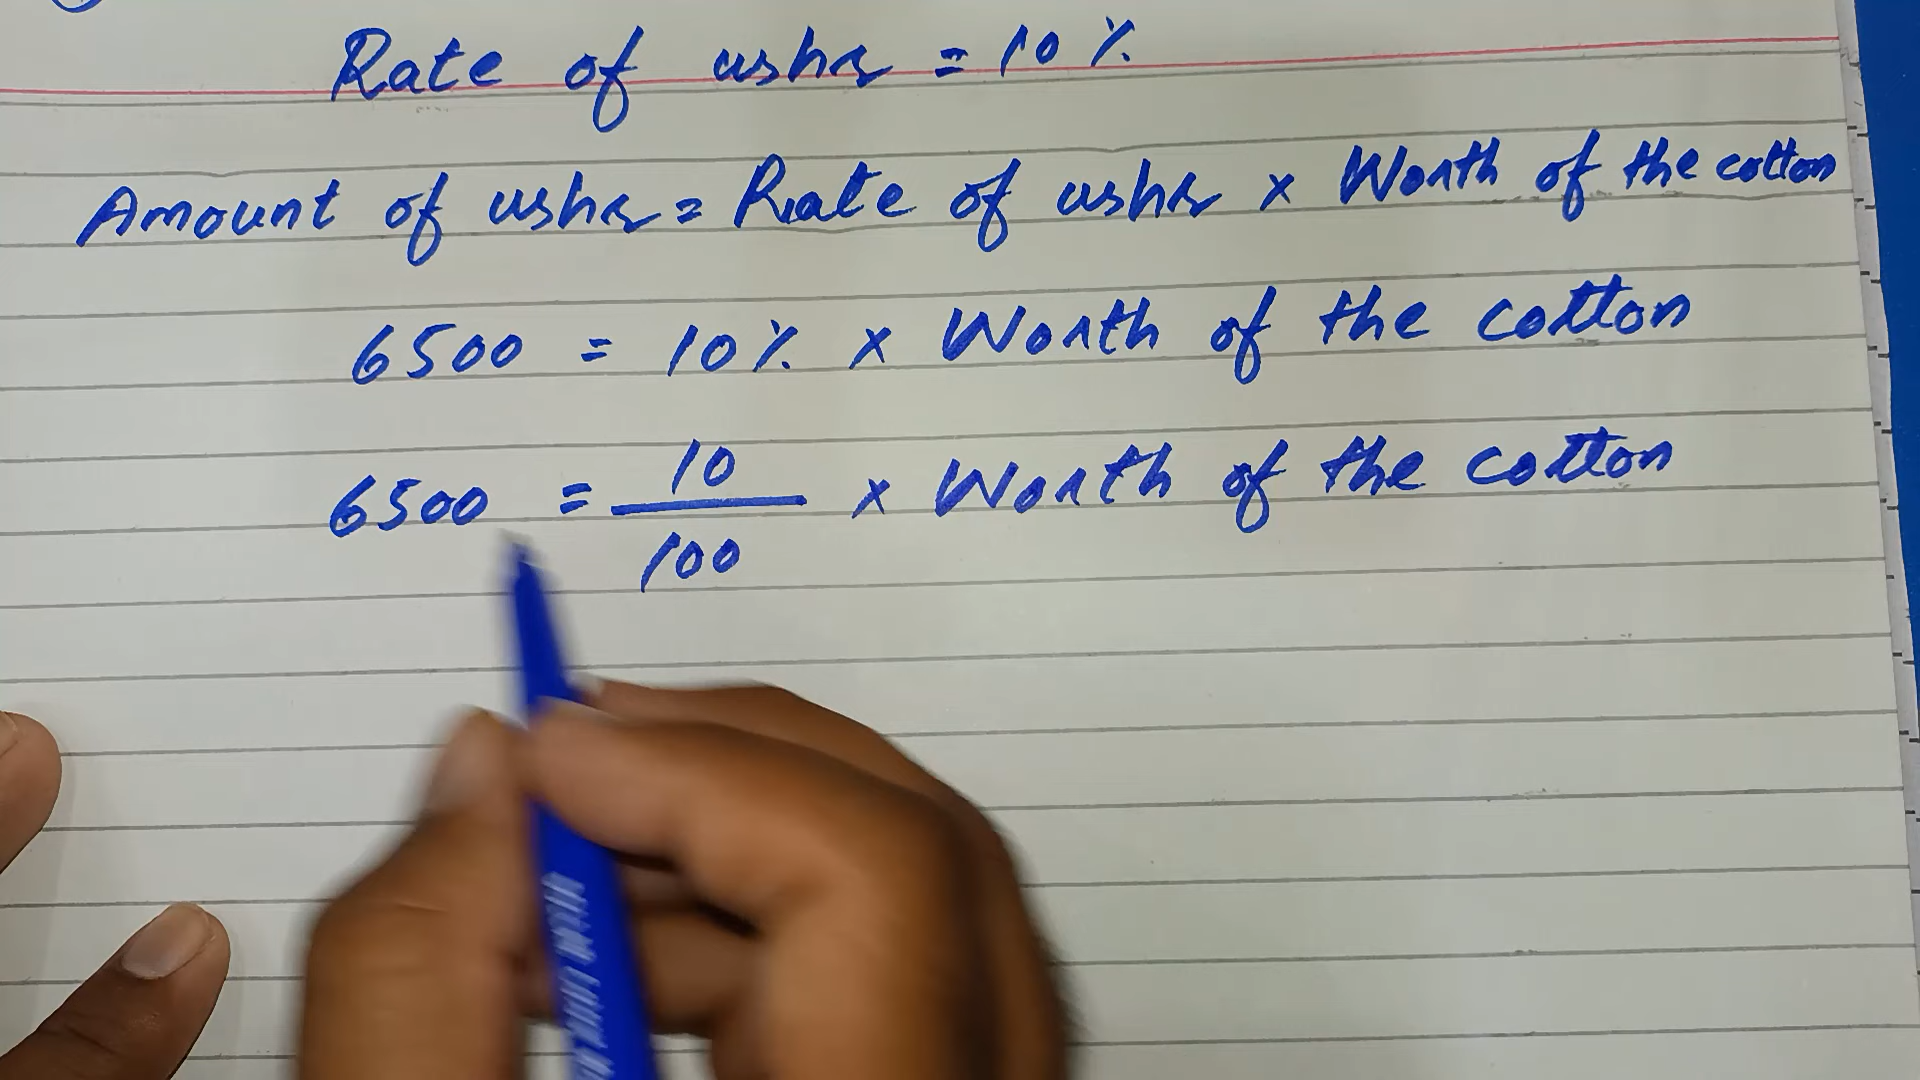 Rate of ushr = 10%
Amount of ushr = Rate of ushr × Worth of the cotton
6500 = 10% × Worth of the cotton
6500 = 10/100 × Worth of the cotton